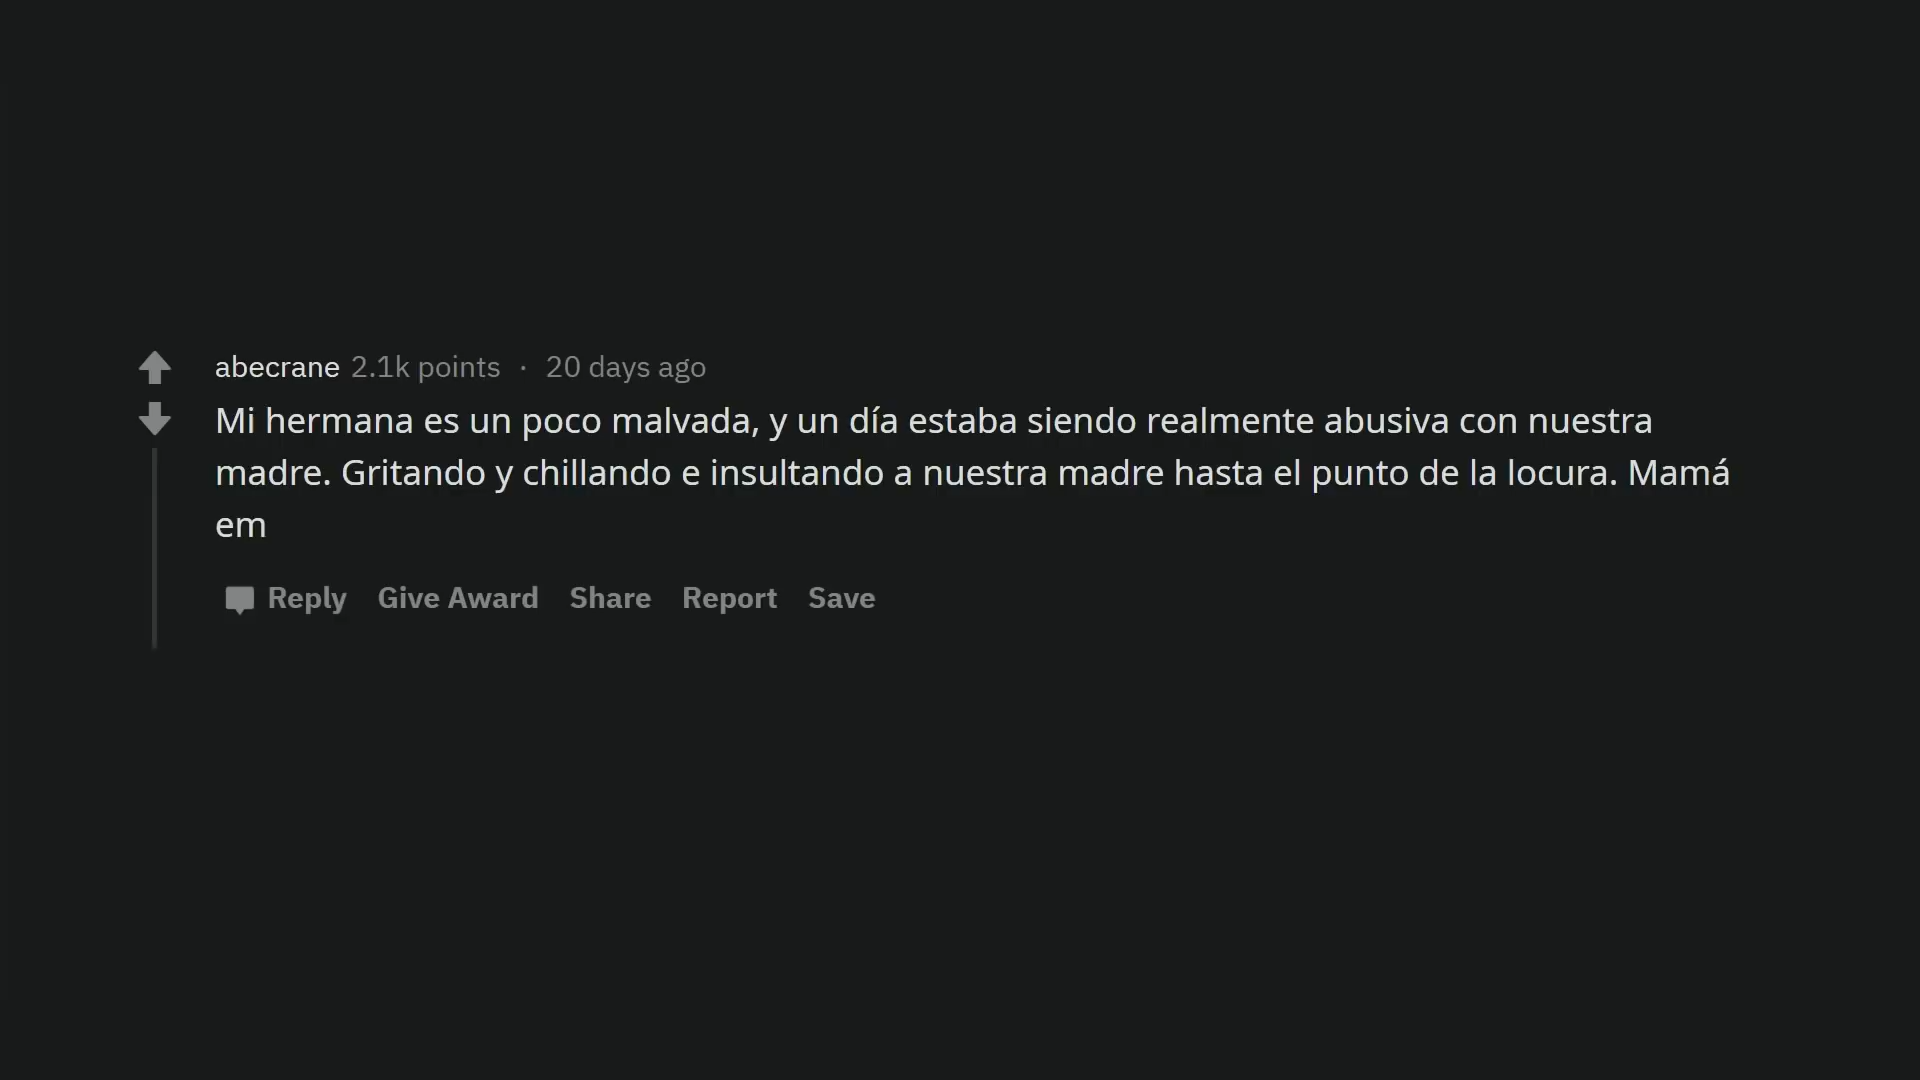 abecrane 2.1k points · 20 days ago
Mi hermana es un poco malvada, y un día estaba siendo realmente abusiva con nuestra
madre. Gritando y chillando e insultando a nuestra madre hasta el punto de la locura. Mamá
em
Reply Give Award Share Report Save